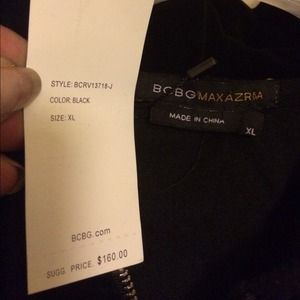 STYLE: BCRV13718-J
COLOR: BLACK
SIZE: XL
BCBG.com
SUGG. PRICE: $160.00
BCBGMAXAZRIA
MADE IN CHINA
XL